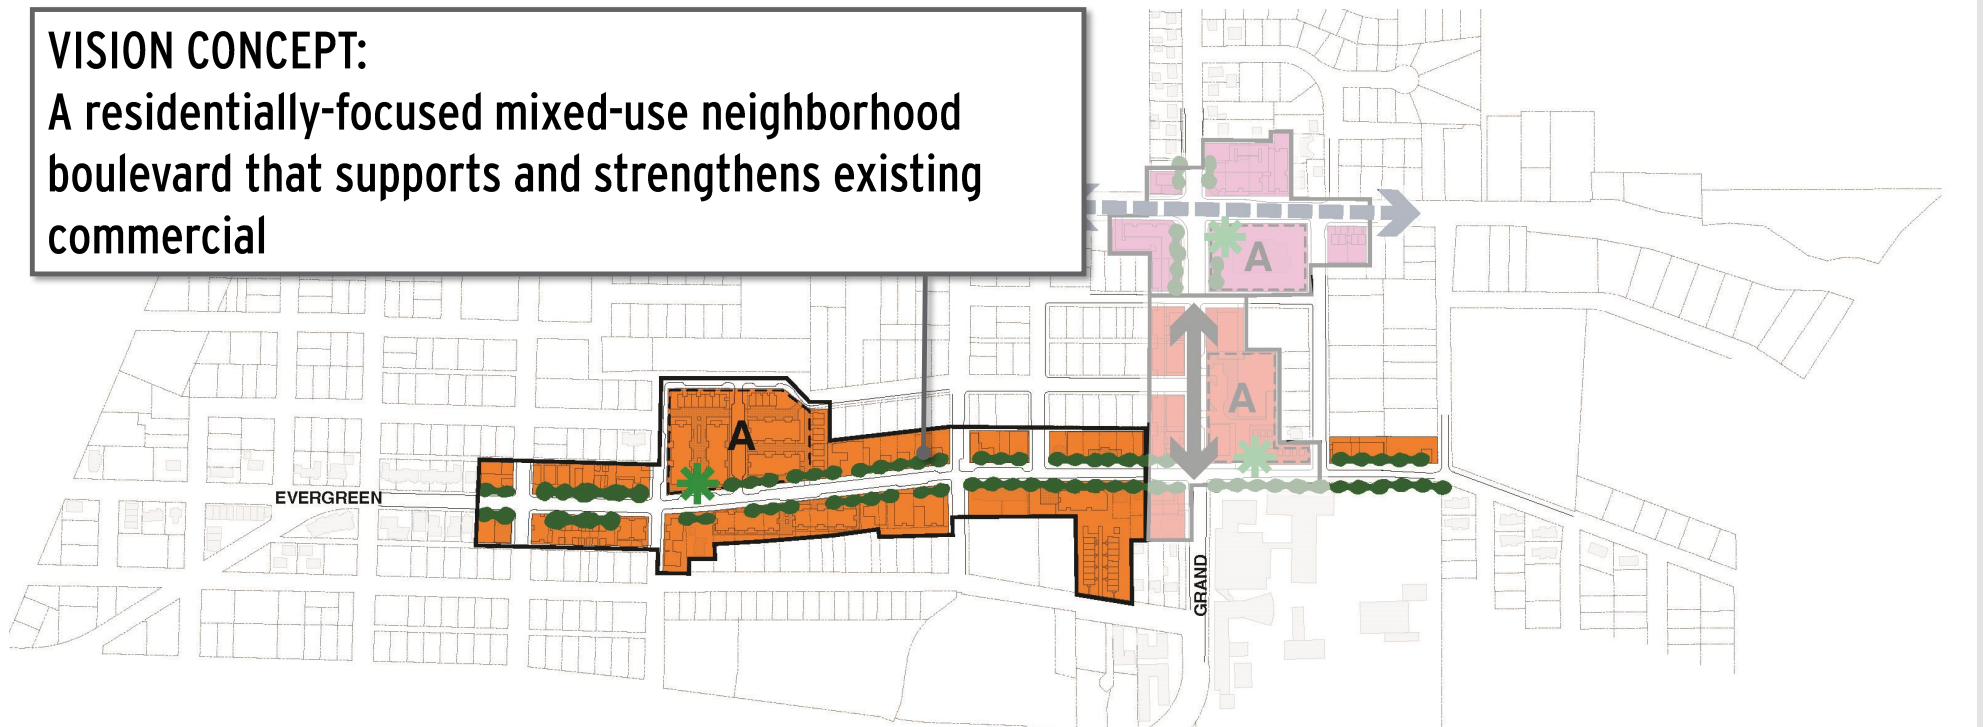 VISION CONCEPT:
A residentially-focused mixed-use neighborhood
boulevard that supports and strengthens existing
commercial
A
A
A
EVERGREEN
GRAND